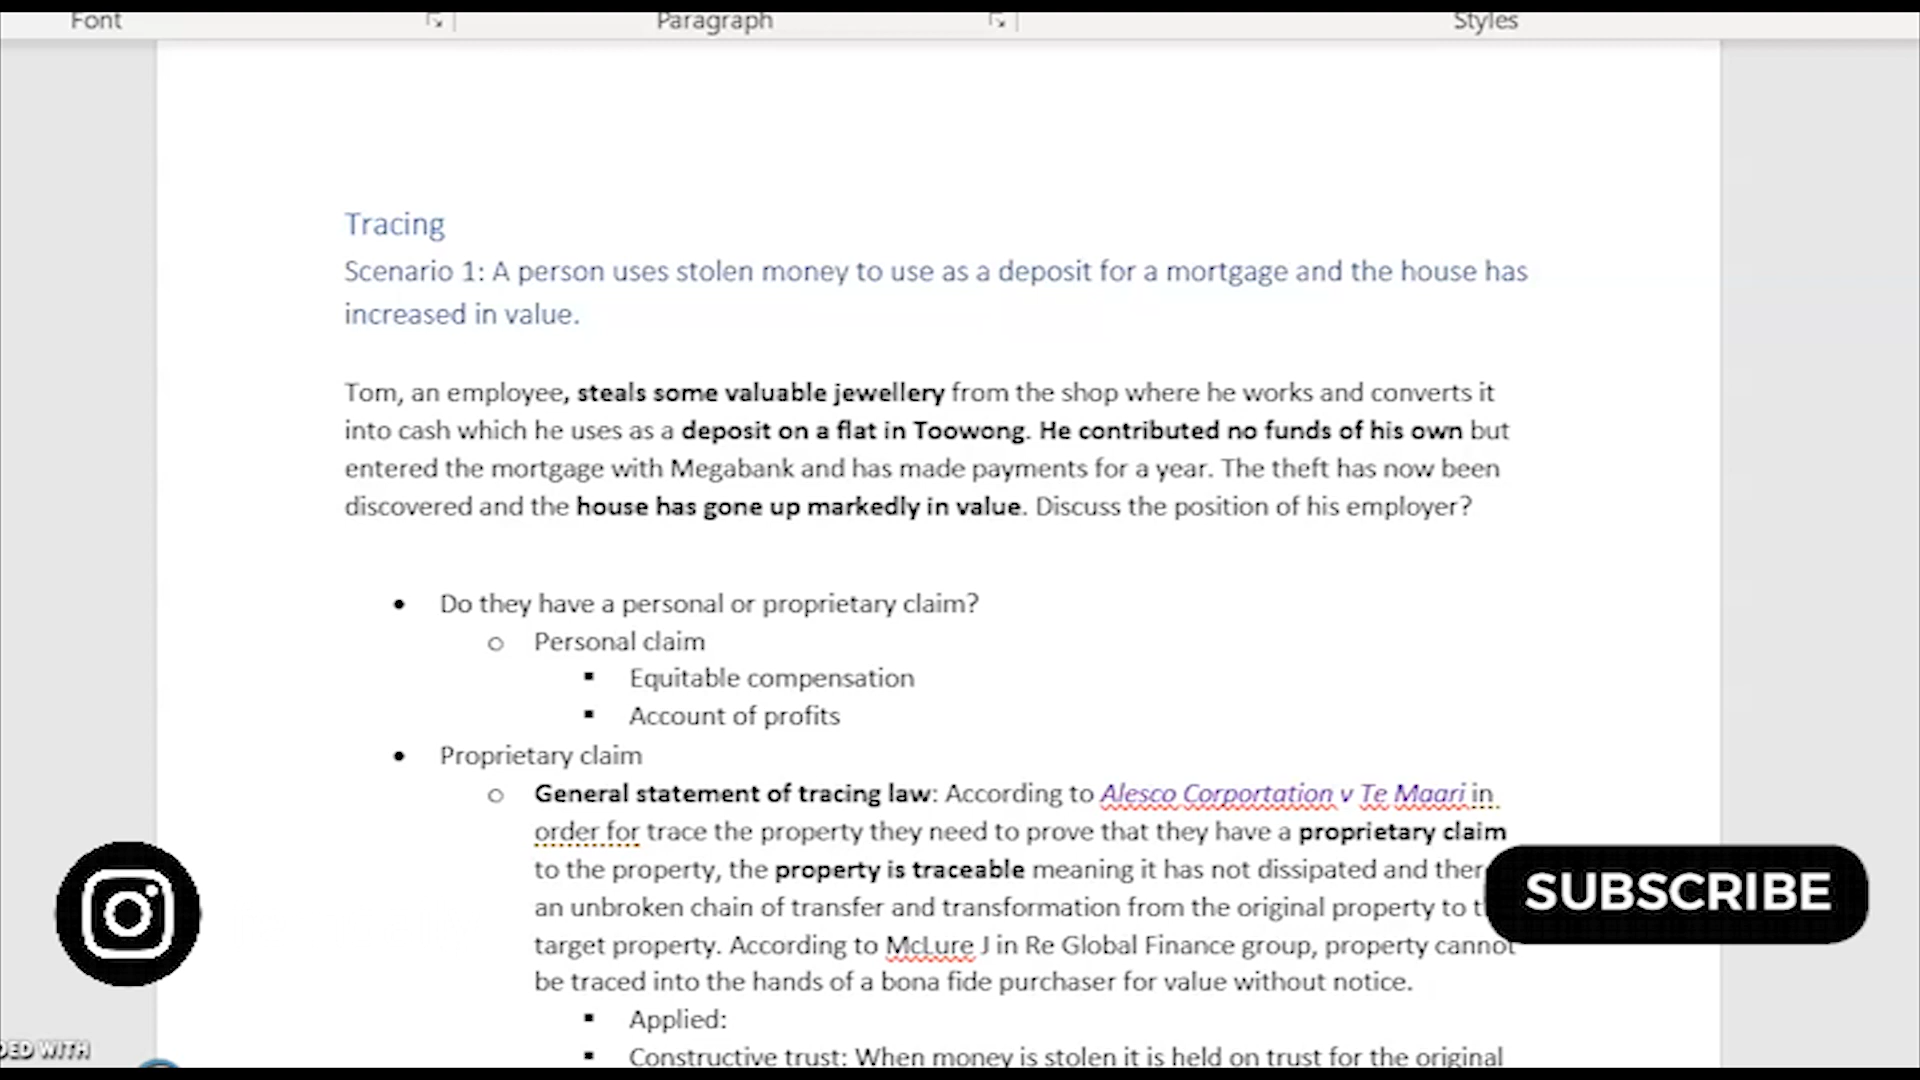 Font
Paragraph
Styles
Tracing
Scenario 1: A person uses stolen money to use as a deposit for a mortgage and the house has
increased in value.
Tom, an employee, steals some valuable jewellery from the shop where he works and converts it
into cash which he uses as a deposit on a flat in Toowong. He contributed no funds of his own but
entered the mortgage with Megabank and has made payments for a year. The theft has now been
discovered and the house has gone up markedly in value. Discuss the position of his employer?
• Do they have a personal or proprietary claim?
o Personal claim
▪ Equitable compensation
▪ Account of profits
• Proprietary claim
o General statement of tracing law: According to Alesco Corportation v Te Maari in
order for trace the property they need to prove that they have a proprietary claim
to the property, the property is traceable meaning it has not dissipated and ther
an unbroken chain of transfer and transformation from the original property to t
target property. According to McLure J in Re Global Finance group, property cannot
be traced into the hands of a bona fide purchaser for value without notice.
▪ Applied:
▪ Constructive trust: When money is stolen it is held on trust for the original
SUBSCRIBE
DED WITH